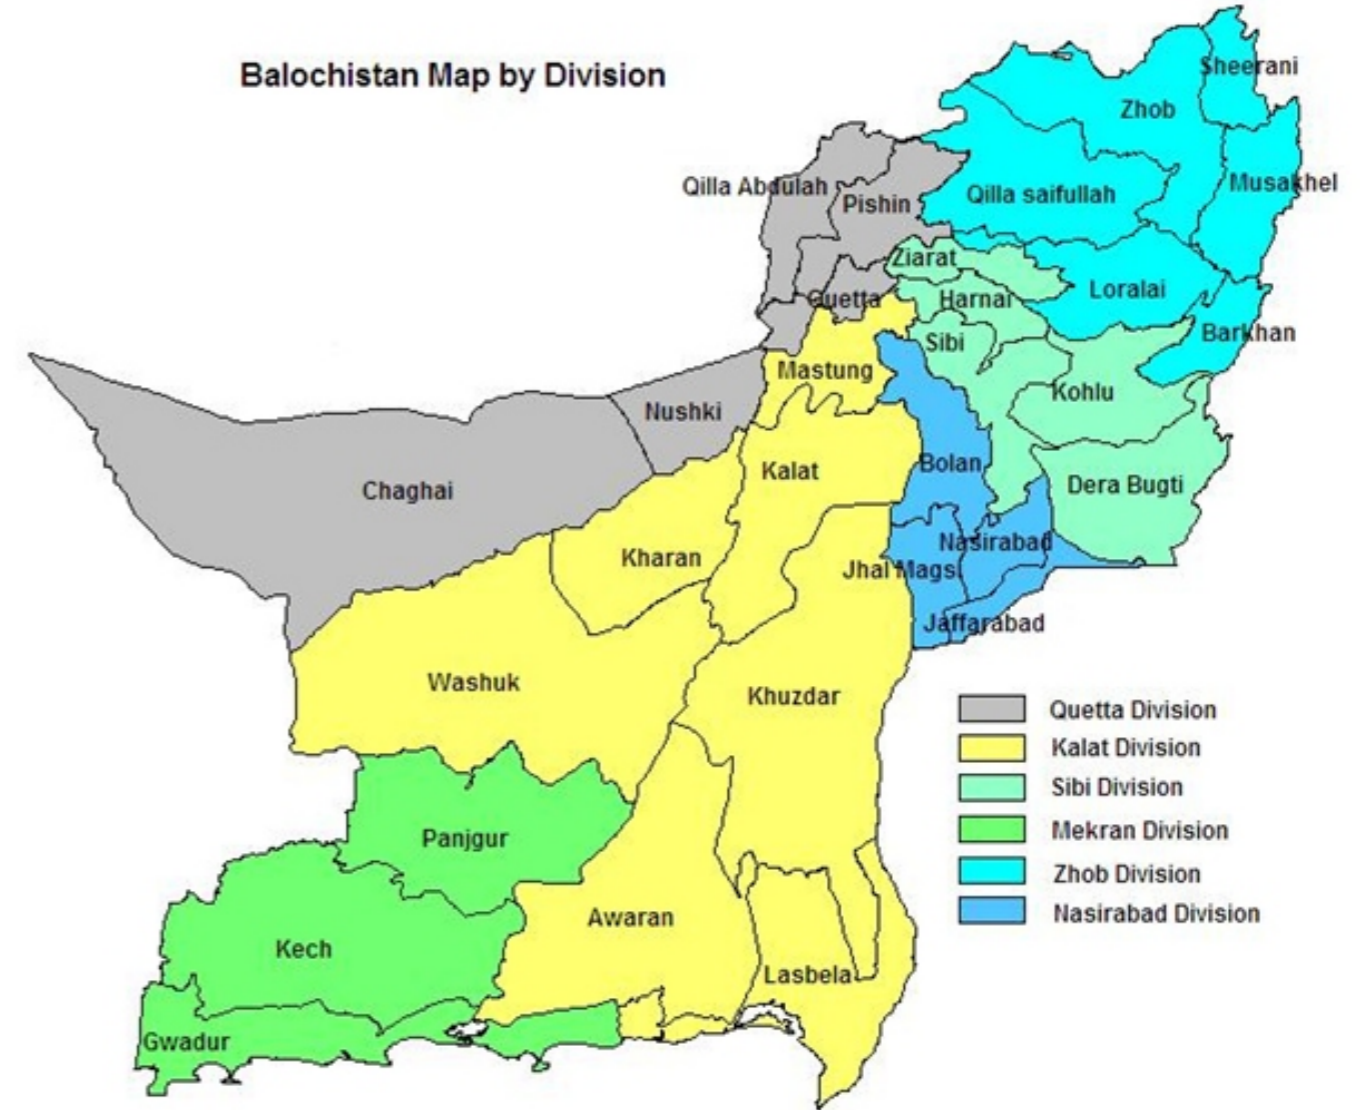 Balochistan Map by Division
Sheerani
Zhob
Musakhel
Qilla Abdulah
Pishin
Qilla saifullah
Ziarat
Quetta
Harnai
Loralai
Barkhan
Sibi
Mastung
Kohlu
Nushki
Chaghai
Kalat
Bolan
Dera Bugti
Kharan
Nasirabad
Jhal Magsi
Jaffarabad
Washuk
Khuzdar
Panjgur
Awaran
Kech
Lasbela
Gwadur
Quetta Division
Kalat Division
Sibi Division
Mekran Division
Zhob Division
Nasirabad Division